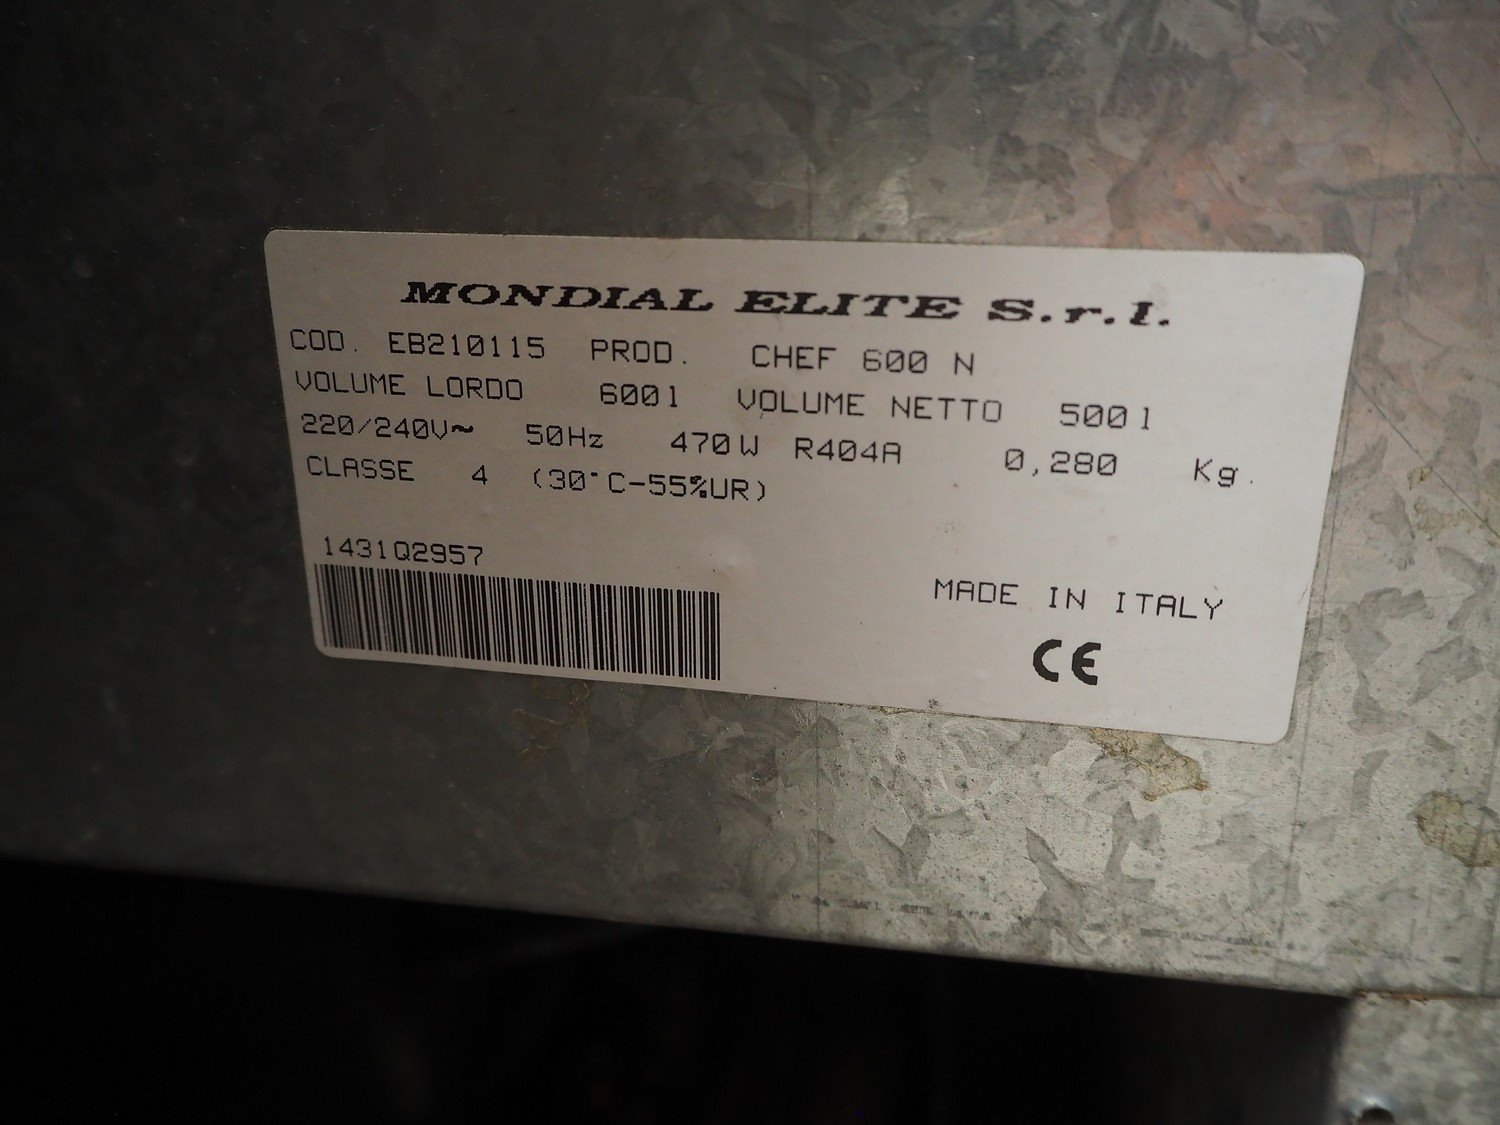 MONDIAL ELITE S.r.l.
COD. EB210115 PROD. CHEF 600 N
VOLUME LORDO 600l VOLUME NETTO 500l
220/240V~ 50Hz 470W R404A 0,280 Kg.
CLASSE 4 (30°C-55%UR)
1431Q2957
MADE IN ITALY
CE